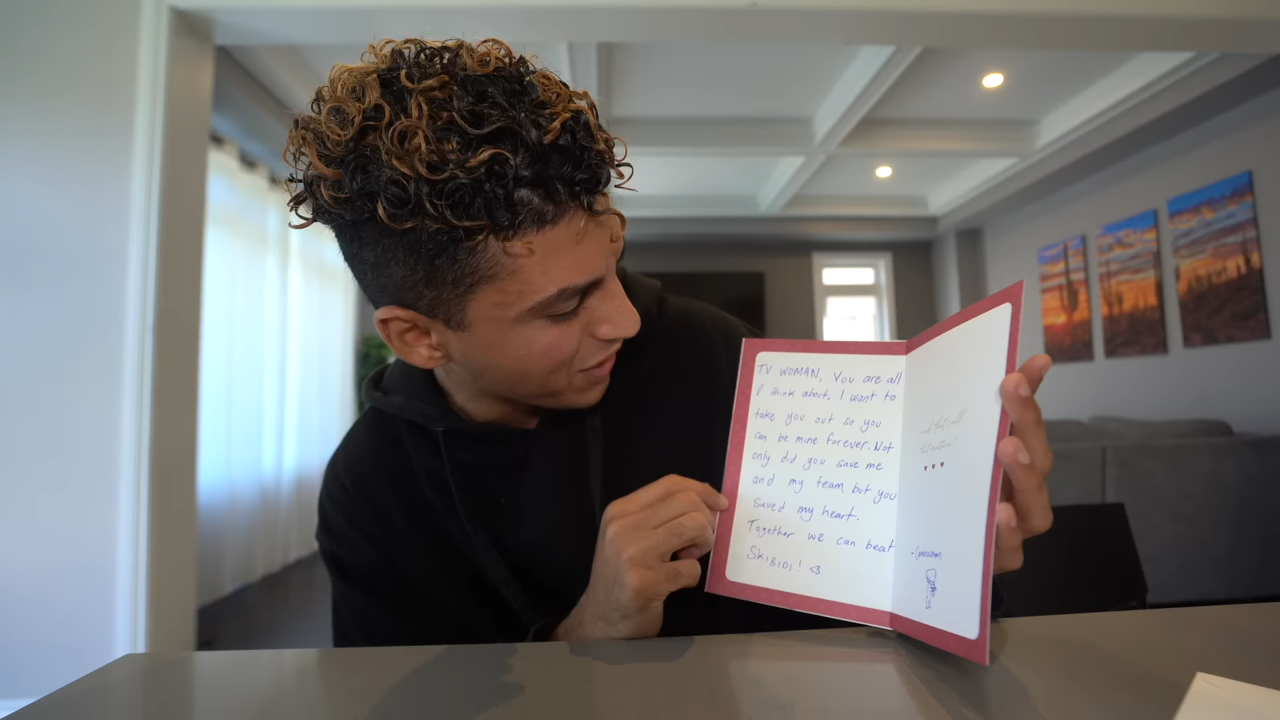 TV WOMAN, You are all
I think about. I want to
take you out so you
can be mine forever. Not
only did you save me
and my team, but you
saved my heart.
Together we can beat
SKIBIDI! <3